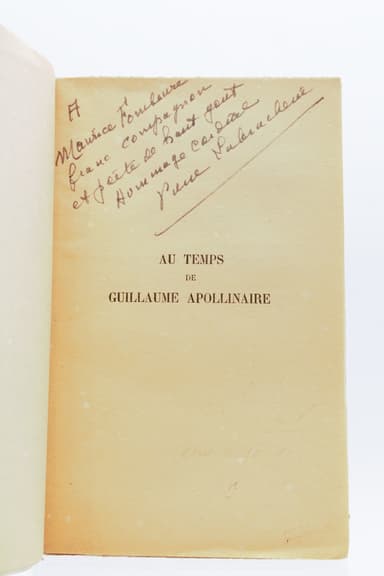 A
Maurice Fombeure
franc compagnon
et poète de haut goût
Hommage cordial
Pierre Labracherie
AU TEMPS
DE
GUILLAUME APOLLINAIRE